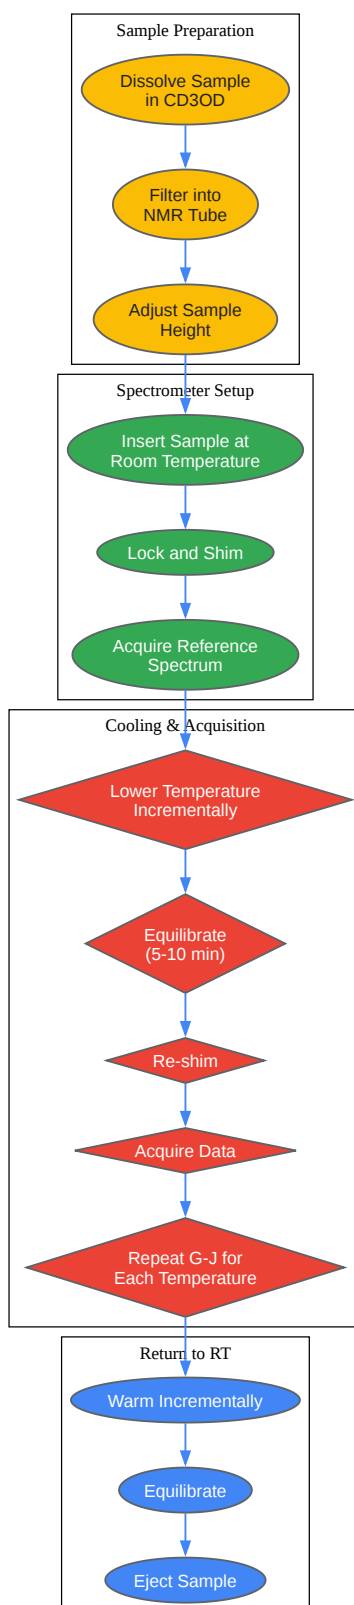 Sample Preparation
Dissolve Sample
in CD3OD
Filter into
NMR Tube
Adjust Sample
Height
Spectrometer Setup
Insert Sample at
Room Temperature
Lock and Shim
Acquire Reference
Spectrum
Cooling & Acquisition
Lower Temperature
Incrementally
Equilibrate
(5-10 min)
Re-shim
Acquire Data
Repeat G-J for
Each Temperature
Return to RT
Warm Incrementally
Equilibrate
Eject Sample